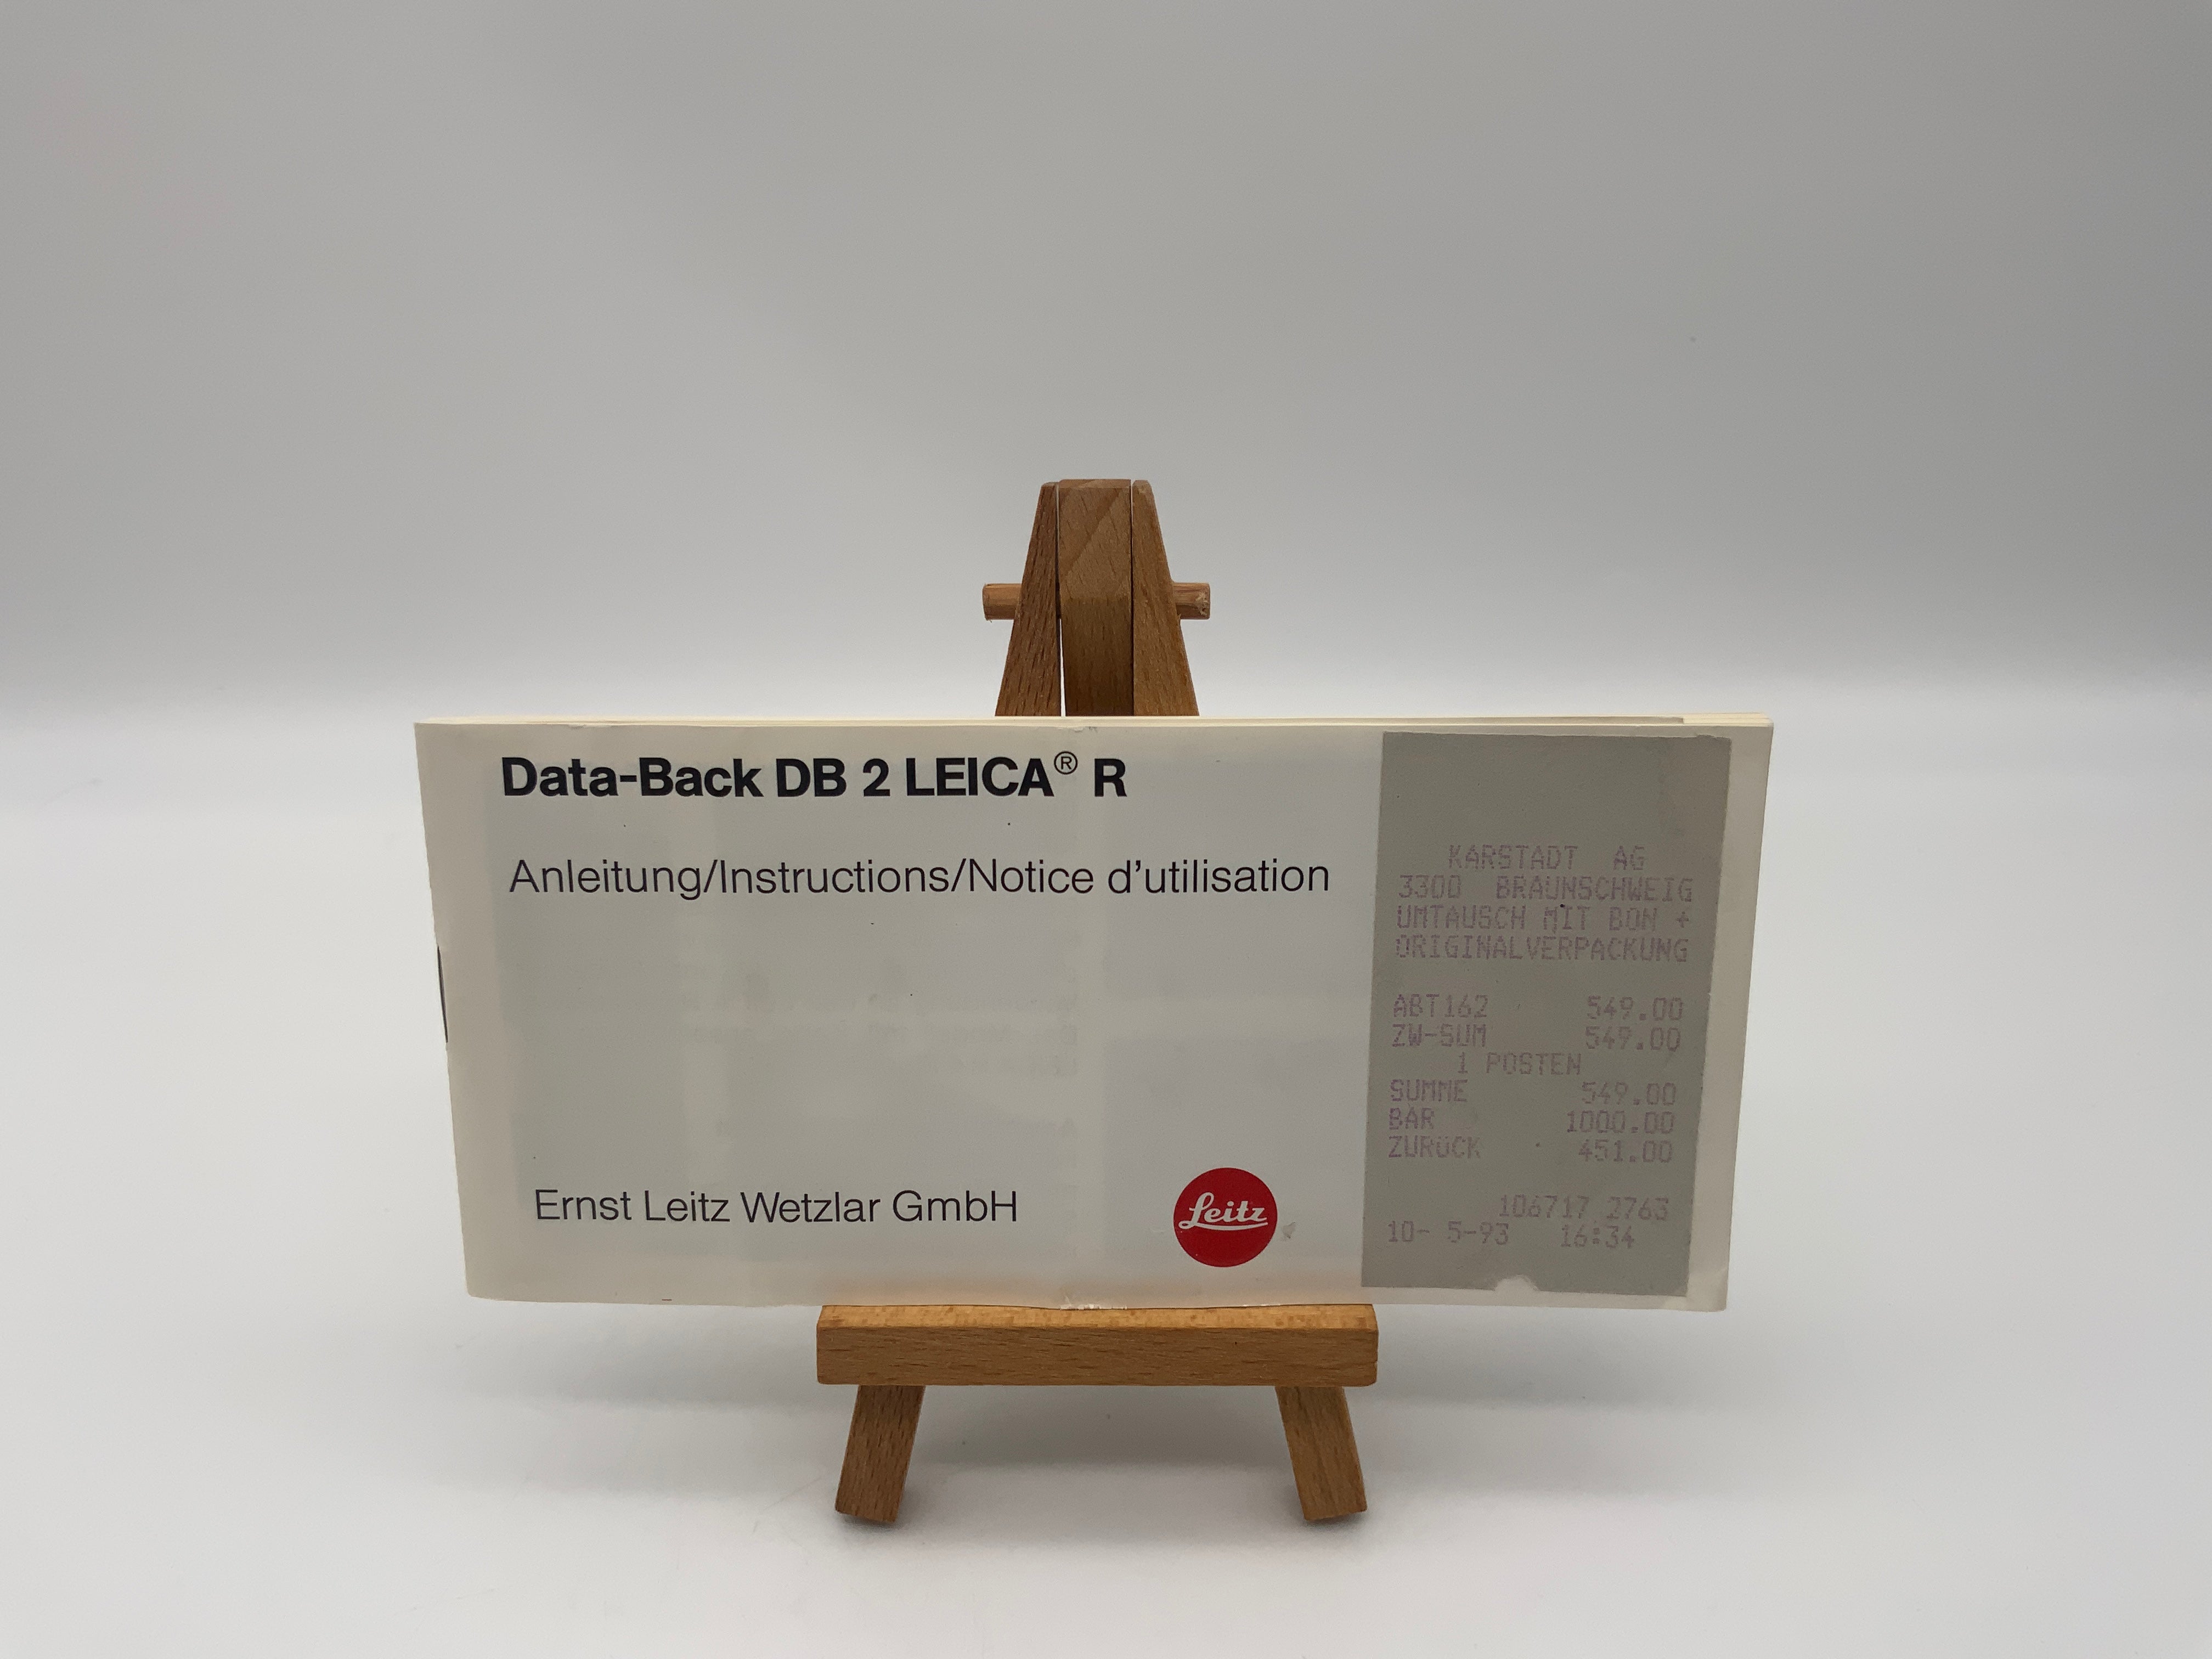 Data-Back DB 2 LEICA® R
Anleitung/Instructions/Notice d'utilisation
Ernst Leitz Wetzlar GmbH
Leitz
KARSTADT AG
3300 BRAUNSCHWEIG
UMTAUSCH MIT BON +
ORIGINALVERPACKUNG
ABT162 549.00
ZW-SUM 549.00
1 POSTEN
SUMME 549.00
BAR 1000.00
ZURÜCK 451.00
106717 2763
10- 5-93 16:34